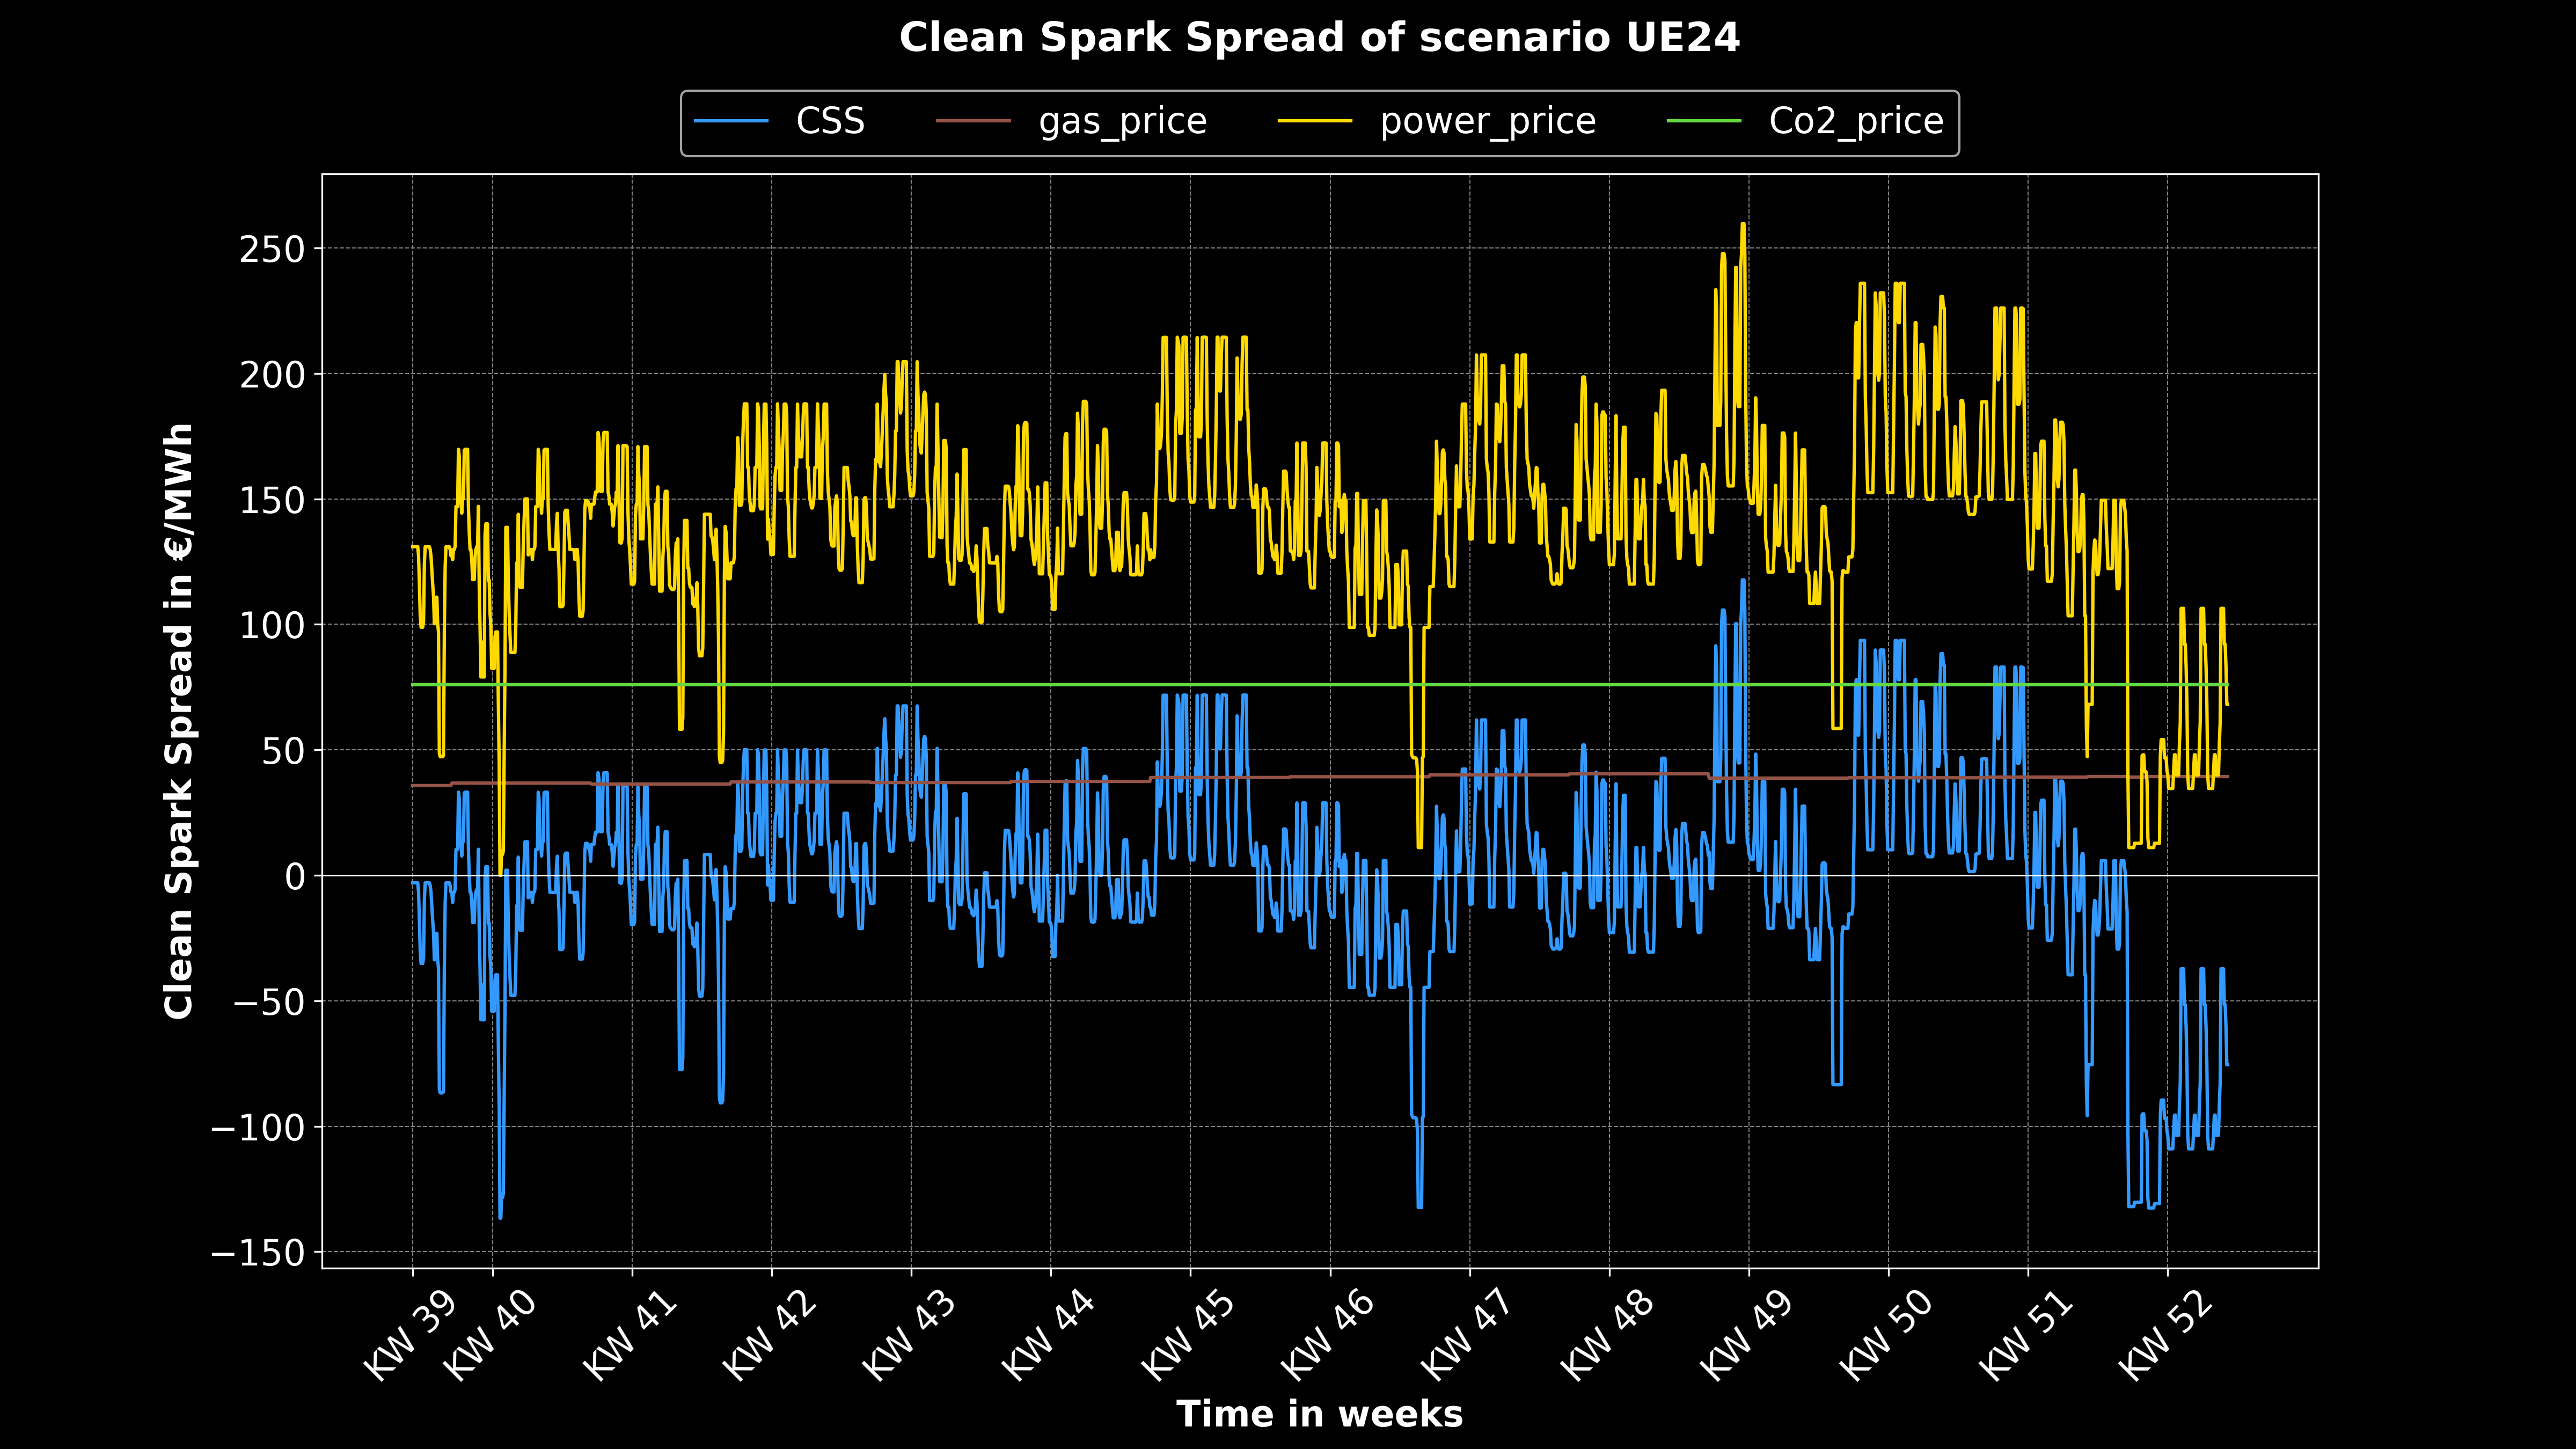 Clean Spark Spread of scenario UE24
CSS gas_price power_price Co2_price
Clean Spark Spread in €/MWh
250
200
150
100
50
0
−50
−100
−150
KW 39 KW 40 KW 41 KW 42 KW 43 KW 44 KW 45 KW 46 KW 47 KW 48 KW 49 KW 50 KW 51 KW 52
Time in weeks